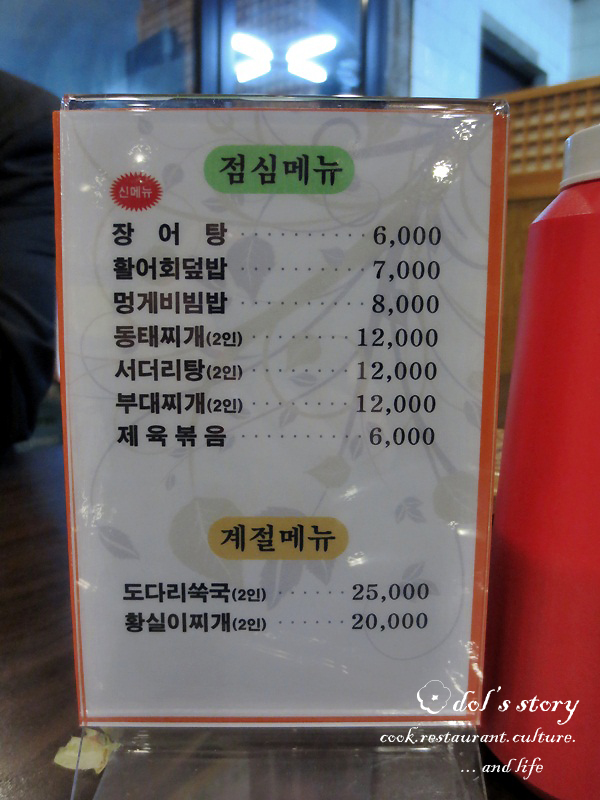 점심메뉴
신메뉴
장 어 탕 ············ 6,000
활어회덮밥 ············ 7,000
멍게비빔밥 ············ 8,000
동태찌개(2인) ·········· 12,000
서더리탕(2인) ·········· 12,000
부대찌개(2인) ·········· 12,000
제육볶음 ············ 6,000
계절메뉴
도다리쑥국(2인) ······ 25,000
황실이찌개(2인) ······ 20,000
dol's story
cook.restaurant.culture.
... and life